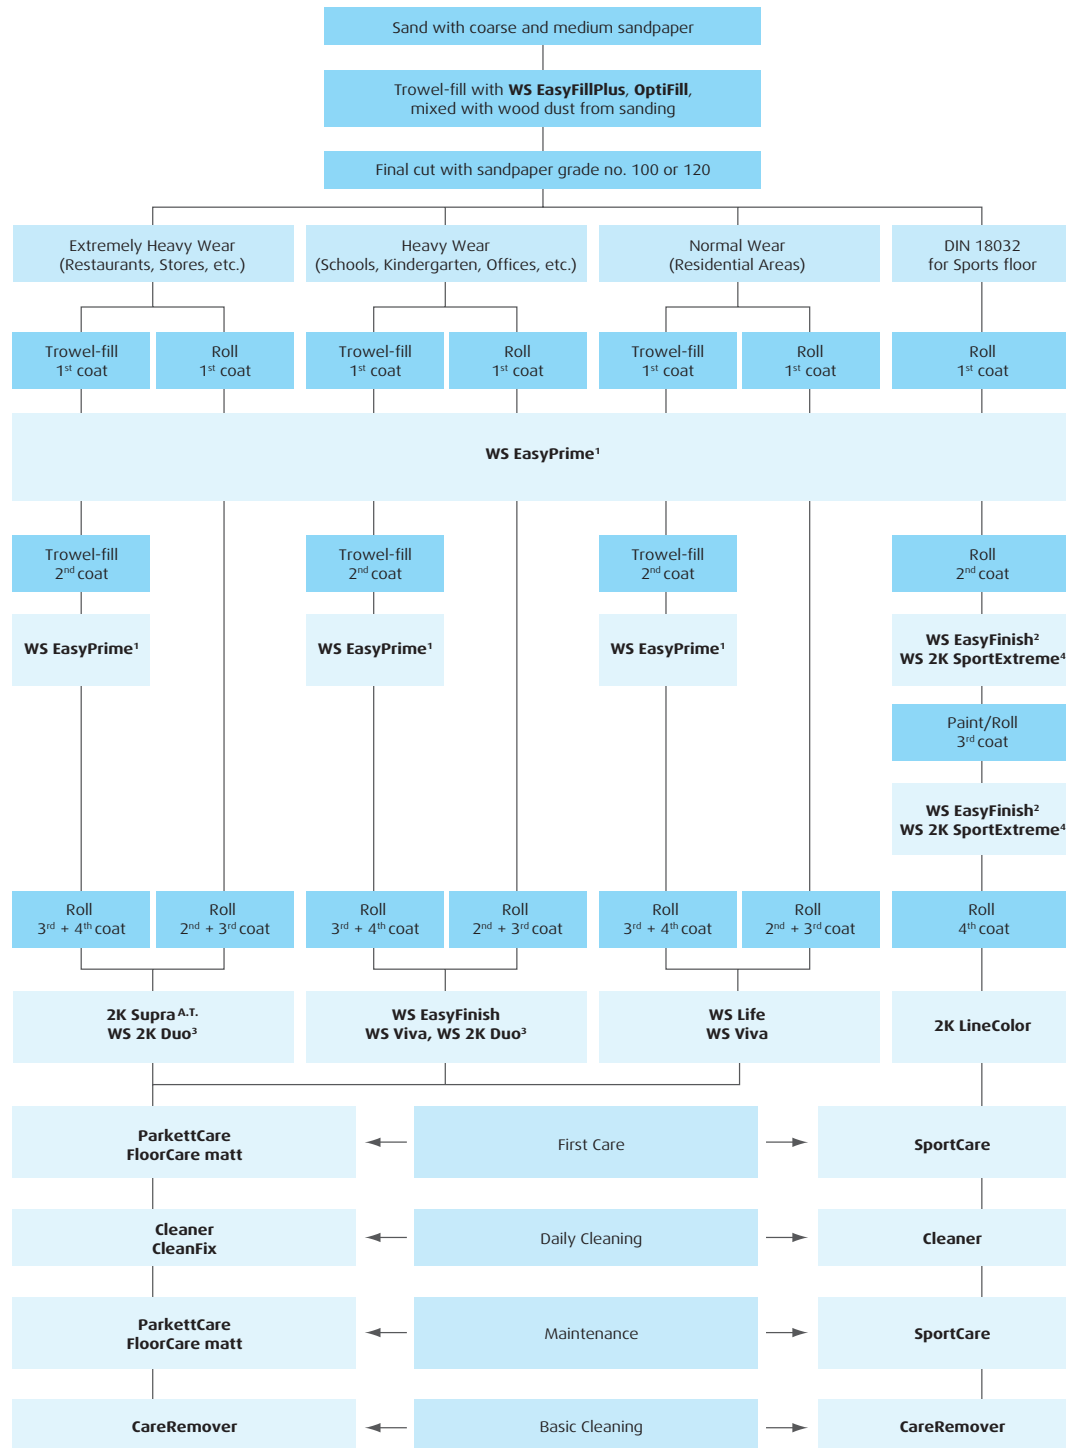 Sand with coarse and medium sandpaper
Trowel-fill with WS EasyFillPlus, OptiFill,
mixed with wood dust from sanding
Final cut with sandpaper grade no. 100 or 120
Extremely Heavy Wear
(Restaurants, Stores, etc.)
Heavy Wear
(Schools, Kindergarten, Offices, etc.)
Normal Wear
(Residential Areas)
DIN 18032
for Sports floor
Trowel-fill
1st coat
Roll
1st coat
Trowel-fill
1st coat
Roll
1st coat
Trowel-fill
1st coat
Roll
1st coat
Roll
1st coat
WS EasyPrime¹
Trowel-fill
2nd coat
Trowel-fill
2nd coat
Trowel-fill
2nd coat
Roll
2nd coat
WS EasyPrime¹
WS EasyPrime¹
WS EasyPrime¹
WS EasyFinish²
WS 2K SportExtreme⁴
Paint/Roll
3rd coat
WS EasyFinish²
WS 2K SportExtreme⁴
Roll
3rd + 4th coat
Roll
2nd + 3rd coat
Roll
3rd + 4th coat
Roll
2nd + 3rd coat
Roll
3rd + 4th coat
Roll
2nd + 3rd coat
Roll
4th coat
2K Supra A.T.
WS 2K Duo³
WS EasyFinish
WS Viva, WS 2K Duo³
WS Life
WS Viva
2K LineColor
ParkettCare
FloorCare matt
First Care
SportCare
Cleaner
CleanFix
Daily Cleaning
Cleaner
ParkettCare
FloorCare matt
Maintenance
SportCare
CareRemover
Basic Cleaning
CareRemover